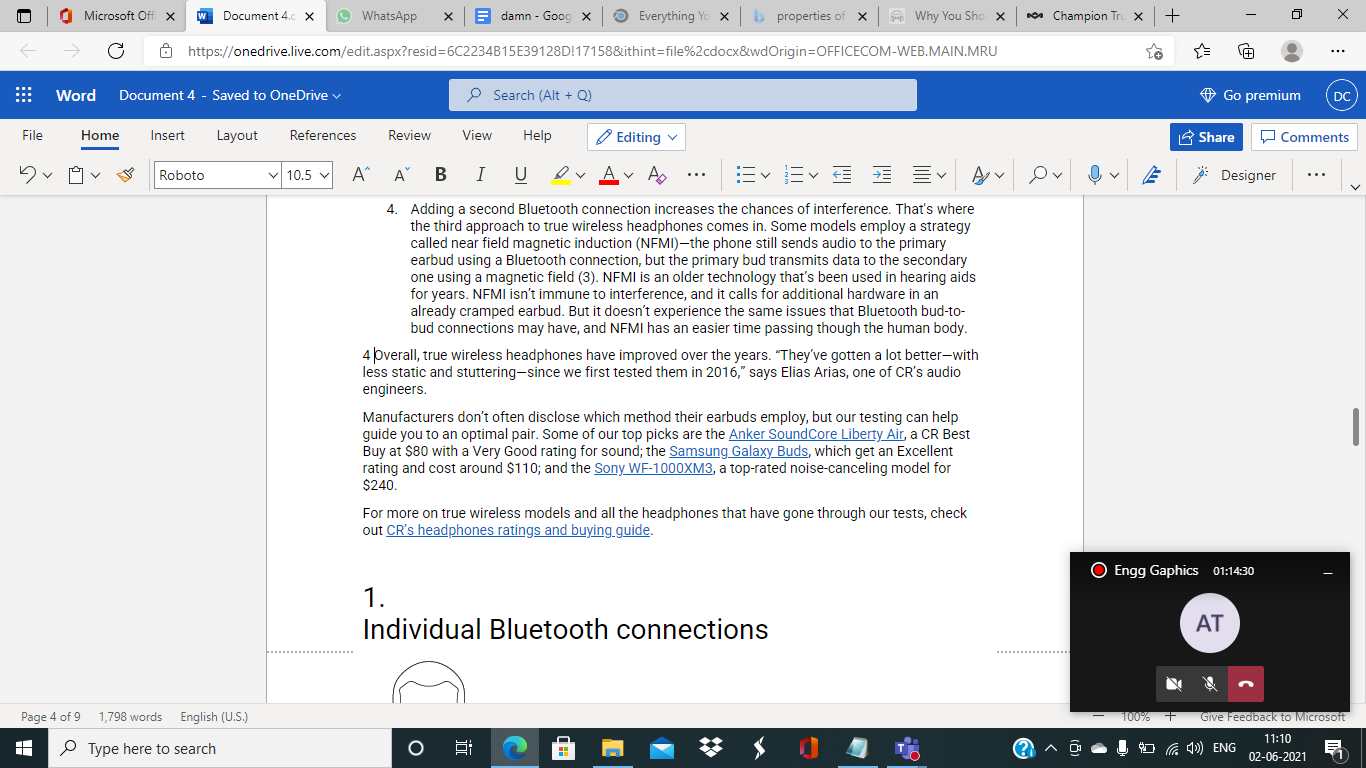 Microsoft Offi
Document 4.d
WhatsApp
damn - Goog
Everything Yo
properties of
Why You Sho
Champion Tru
https://onedrive.live.com/edit.aspx?resid=6C2234B15E39128D!17158&ithint=file%2cdocx&wdOrigin=OFFICECOM-WEB.MAIN.MRU
Word Document 4 - Saved to OneDrive Search (Alt + Q) Go premium DC
File Home Insert Layout References Review View Help Editing Share Comments
Roboto 10.5 A A B I U A A Designer
4. Adding a second Bluetooth connection increases the chances of interference. That's where
the third approach to true wireless headphones comes in. Some models employ a strategy
called near field magnetic induction (NFMI)—the phone still sends audio to the primary
earbud using a Bluetooth connection, but the primary bud transmits data to the secondary
one using a magnetic field (3). NFMI is an older technology that's been used in hearing aids
for years. NFMI isn't immune to interference, and it calls for additional hardware in an
already cramped earbud. But it doesn't experience the same issues that Bluetooth bud-to-
bud connections may have, and NFMI has an easier time passing though the human body.
4 Overall, true wireless headphones have improved over the years. “They've gotten a lot better—with
less static and stuttering—since we first tested them in 2016,” says Elias Arias, one of CR's audio
engineers.
Manufacturers don't often disclose which method their earbuds employ, but our testing can help
guide you to an optimal pair. Some of our top picks are the Anker SoundCore Liberty Air, a CR Best
Buy at $80 with a Very Good rating for sound; the Samsung Galaxy Buds, which get an Excellent
rating and cost around $110; and the Sony WF-1000XM3, a top-rated noise-canceling model for
$240.
For more on true wireless models and all the headphones that have gone through our tests, check
out CR's headphones ratings and buying guide.
1.
Individual Bluetooth connections
Engg Gaphics 01:14:30
AT
Page 4 of 9 1,798 words English (U.S.) 100% Give Feedback to Microsoft
Type here to search ENG 11:10
02-06-2021 1